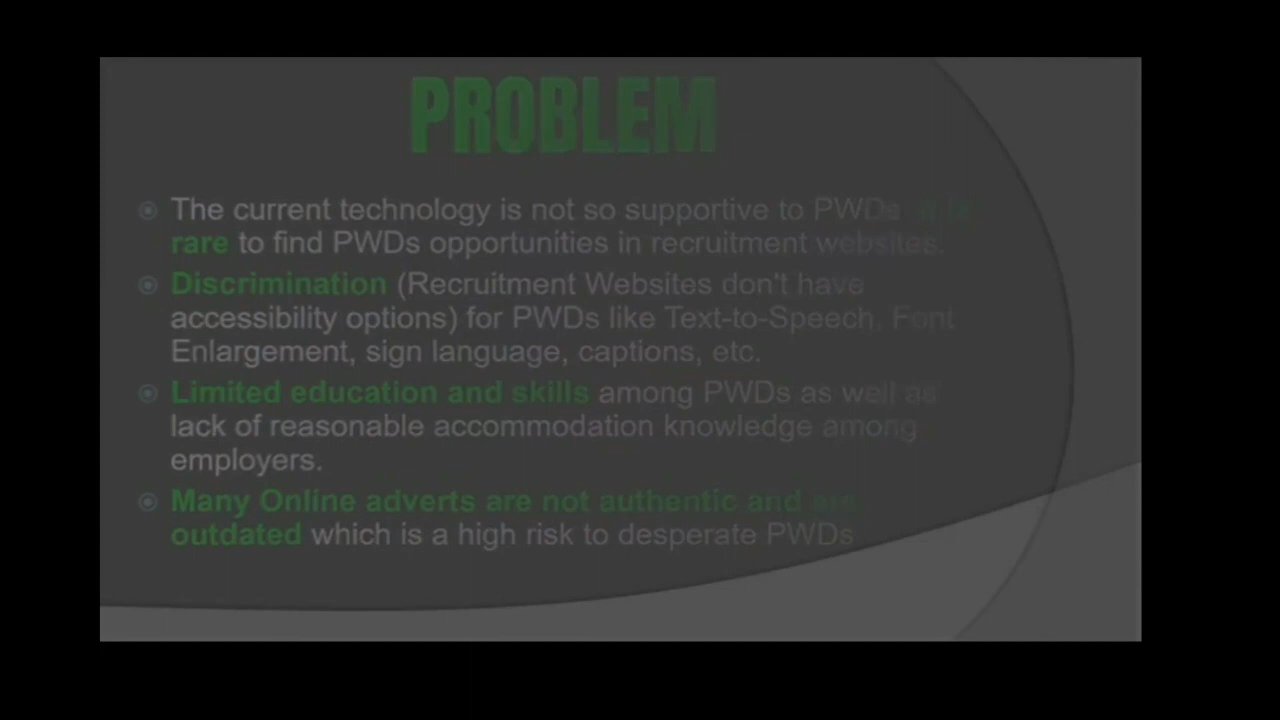 PROBLEM
The current technology is not so supportive to PWDs
rare to find PWDs opportunities in recruitment websites.
Discrimination (Recruitment Websites don't have
accessibility options) for PWDs like Text-to-Speech, Font
Enlargement, sign language, captions, etc.
Limited education and skills among PWDs as well as
lack of reasonable accommodation knowledge among
employers.
Many Online adverts are not authentic and are
outdated which is a high risk to desperate PWDs